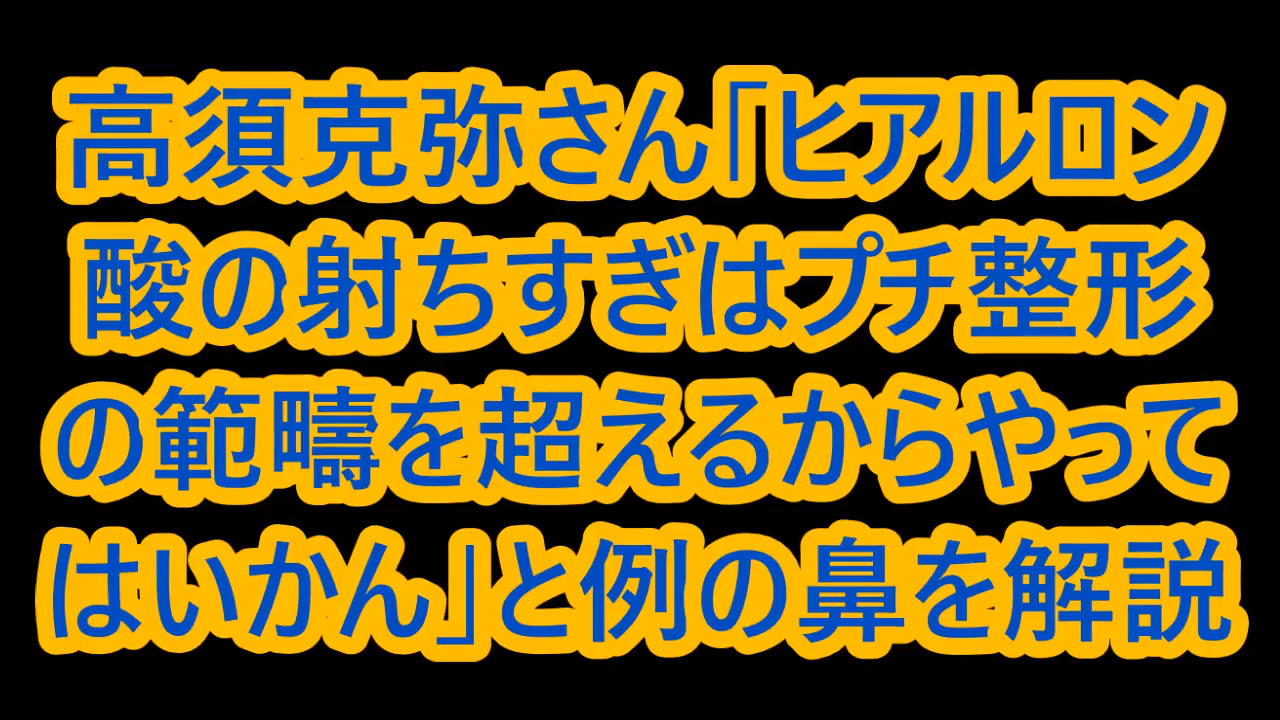 高須克弥さん｢ヒアルロン
酸の射ちすぎはプチ整形
の範疇を超えるからやって
はいかん｣と例の鼻を解説